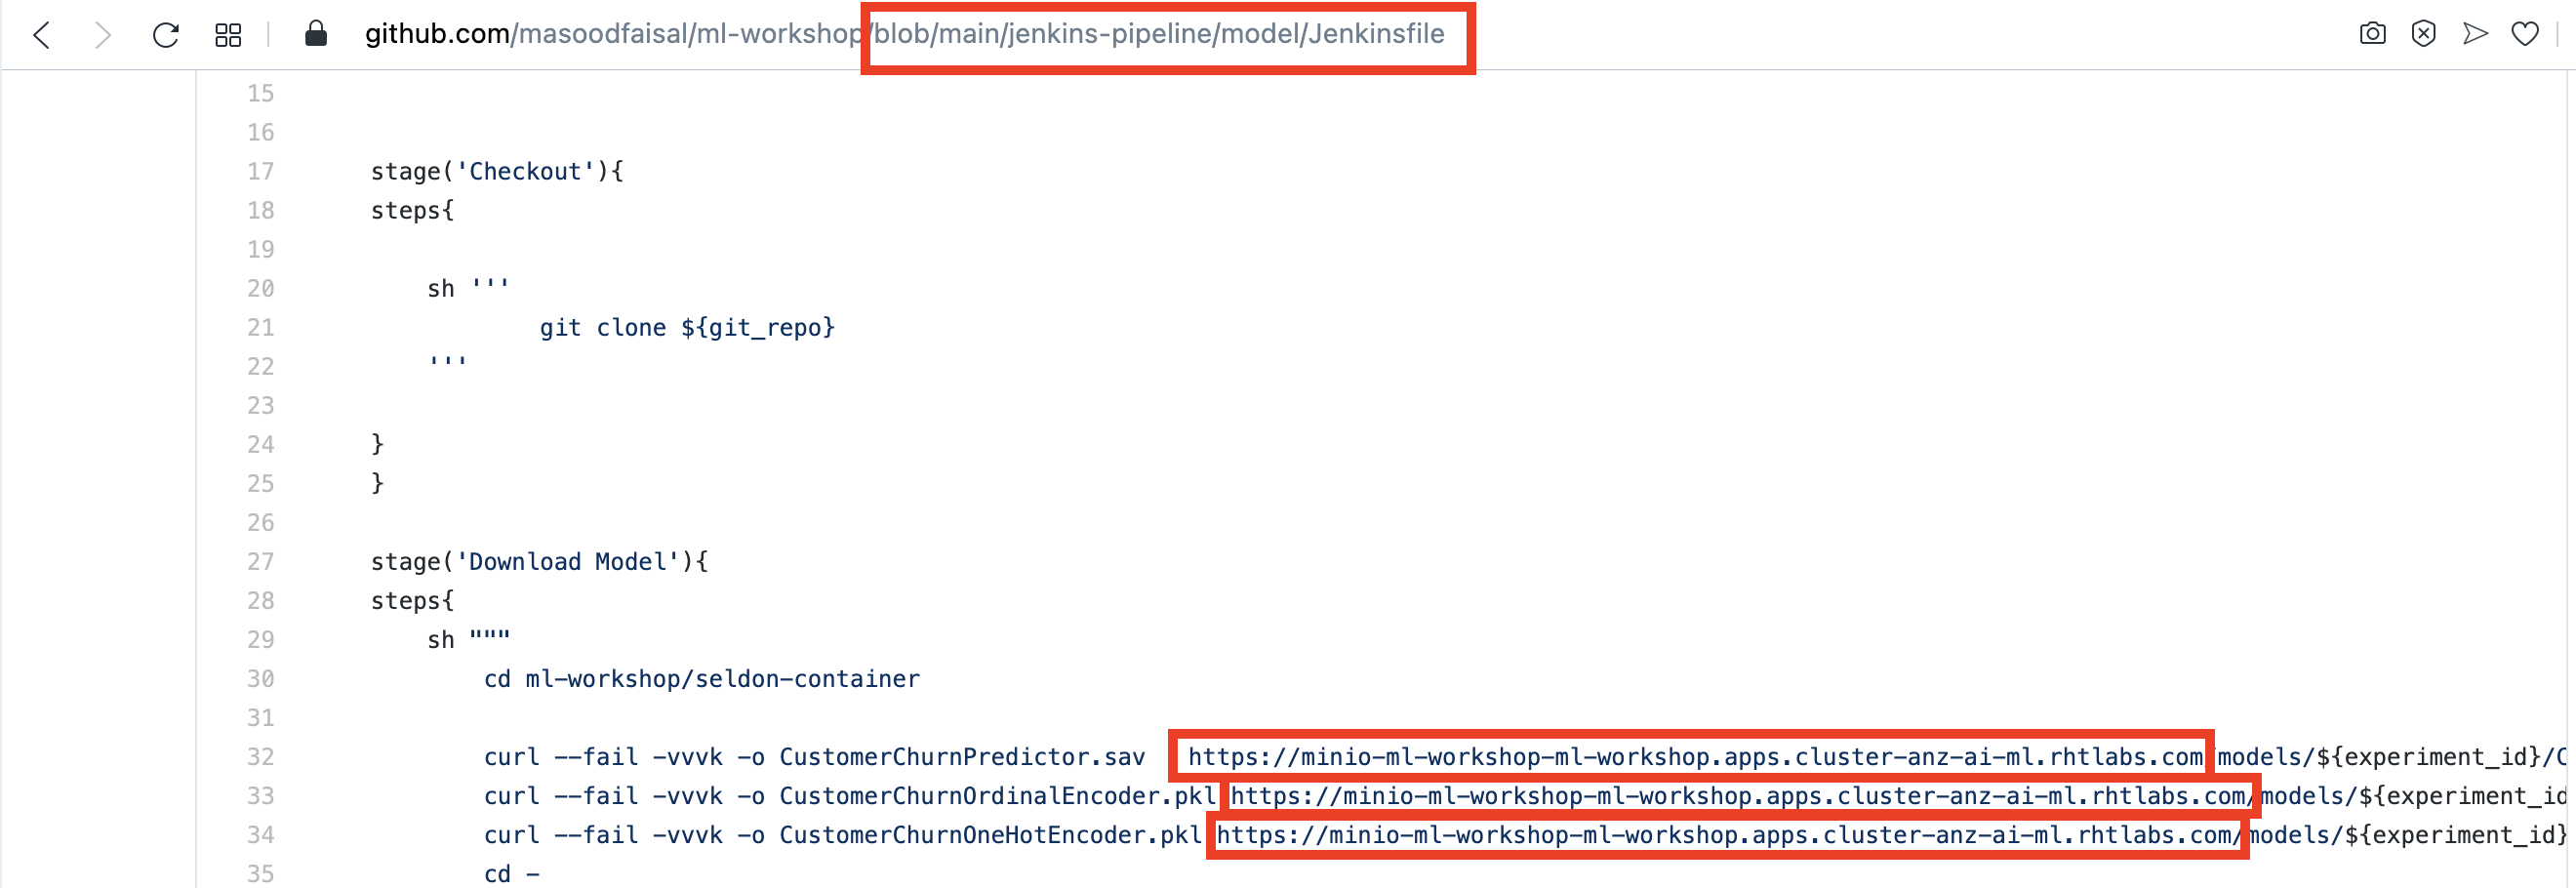 github.com/masoodfaisal/ml-workshop/blob/main/jenkins-pipeline/model/Jenkinsfile
15
16
17 stage('Checkout'){
18 steps{
19
20 sh '''
21 git clone ${git_repo}
22 '''
23
24 }
25 }
26
27 stage('Download Model'){
28 steps{
29 sh """
30 cd ml-workshop/seldon-container
31
32 curl --fail -vvvk -o CustomerChurnPredictor.sav https://minio-ml-workshop-ml-workshop.apps.cluster-anz-ai-ml.rhtlabs.com/models/${experiment_id}/C
33 curl --fail -vvvk -o CustomerChurnOrdinalEncoder.pkl https://minio-ml-workshop-ml-workshop.apps.cluster-anz-ai-ml.rhtlabs.com/models/${experiment_id
34 curl --fail -vvvk -o CustomerChurnOneHotEncoder.pkl https://minio-ml-workshop-ml-workshop.apps.cluster-anz-ai-ml.rhtlabs.com/models/${experiment_id}
35 cd -